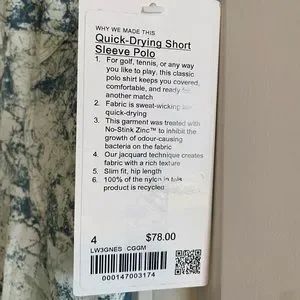 WHY WE MADE THIS
Quick-Drying Short
Sleeve Polo
1. For golf, tennis, or any way
you like to play, this classic
polo shirt keeps you covered,
comfortable, and ready for
another match
2. Fabric is sweat-wicking and
quick-drying
3. This garment was treated with
No-Stink Zinc™ to inhibit the
growth of odour-causing
bacteria on the fabric
4. Our jacquard technique creates
fabric with a rich texture
5. Slim fit, hip length
6. 100% of the nylon in this
product is recycled
4 $78.00
LW3GNES CGGM
000147003174